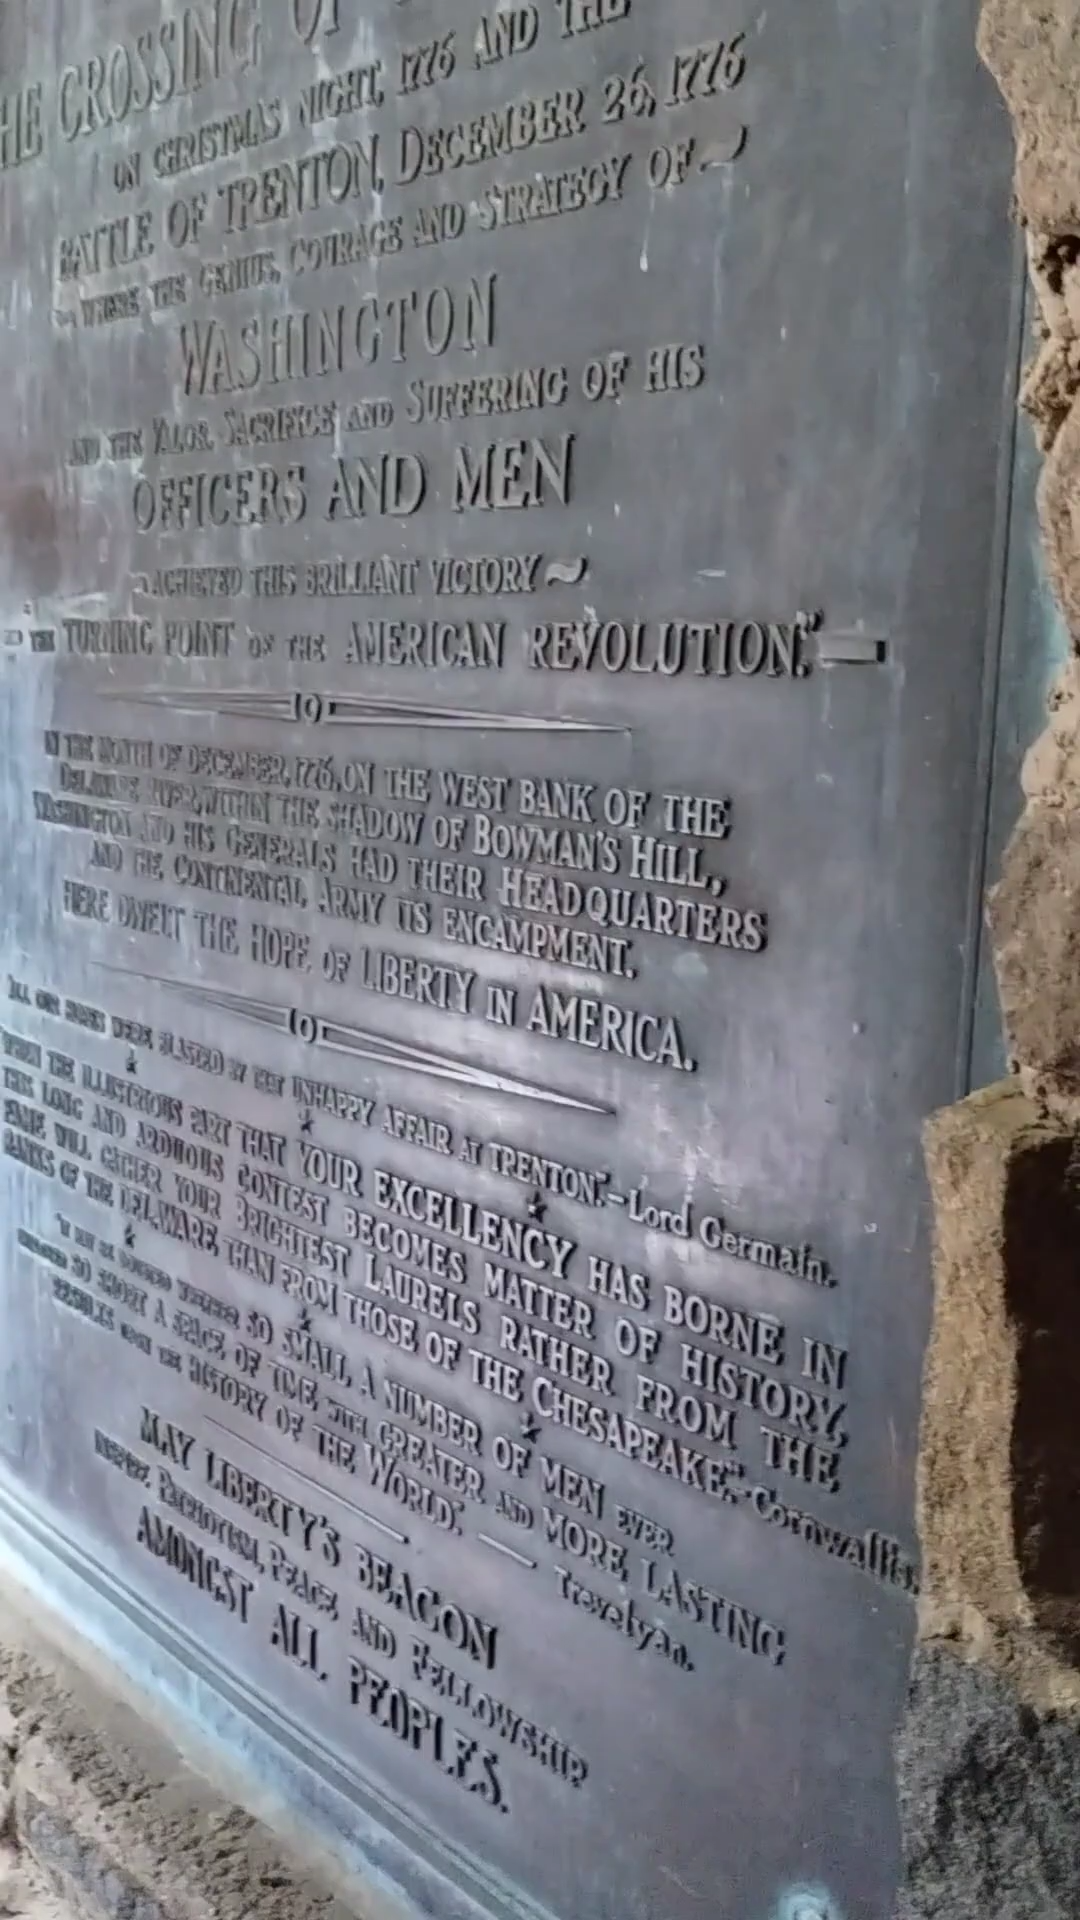 THE CROSSING OF
ON CHRISTMAS NIGHT, 1776 AND THE
BATTLE OF TRENTON, DECEMBER 26, 1776
WHERE THE GENIUS, COURAGE AND STRATEGY OF
WASHINGTON
AND THE VALOR, SACRIFICE AND SUFFERING OF HIS
OFFICERS AND MEN
ACHIEVED THIS BRILLIANT VICTORY
THE TURNING POINT OF THE AMERICAN REVOLUTION."
IN THE MONTH OF DECEMBER, 1776, ON THE WEST BANK OF THE
DELAWARE RIVER, WITHIN THE SHADOW OF BOWMAN'S HILL,
WASHINGTON AND HIS GENERALS HAD THEIR HEADQUARTERS
AND THE CONTINENTAL ARMY ITS ENCAMPMENT.
HERE DWELT THE HOPE OF LIBERTY IN AMERICA.
"ALL OUR HOPES WERE BLASTED BY THAT UNHAPPY AFFAIR AT TRENTON."-Lord Germain.
"WHEN THE ILLUSTRIOUS PART THAT YOUR EXCELLENCY HAS BORNE IN
THIS LONG AND ARDUOUS CONTEST BECOMES MATTER OF HISTORY,
FAME WILL GATHER YOUR BRIGHTEST LAURELS RATHER FROM THE
BANKS OF THE DELAWARE THAN FROM THOSE OF THE CHESAPEAKE."-Cornwallis.
"IT MAY BE DOUBTED WHETHER SO SMALL A NUMBER OF MEN EVER
EMPLOYED SO SHORT A SPACE OF TIME WITH GREATER AND MORE LASTING
RESULTS UPON THE HISTORY OF THE WORLD." — Trevelyan.
MAY LIBERTY'S BEACON
INSPIRE PATRIOTISM, PEACE AND FELLOWSHIP
AMONGST ALL PEOPLES.